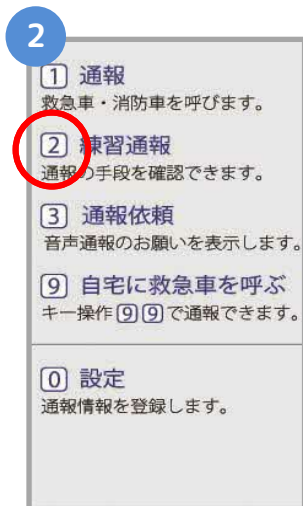 2
1 通報
救急車・消防車を呼びます。
2 練習通報
通報の手段を確認できます。
3 通報依頼
音声通報のお願いを表示します。
9 自宅に救急車を呼ぶ
キー操作99で通報できます。
0 設定
通報情報を登録します。